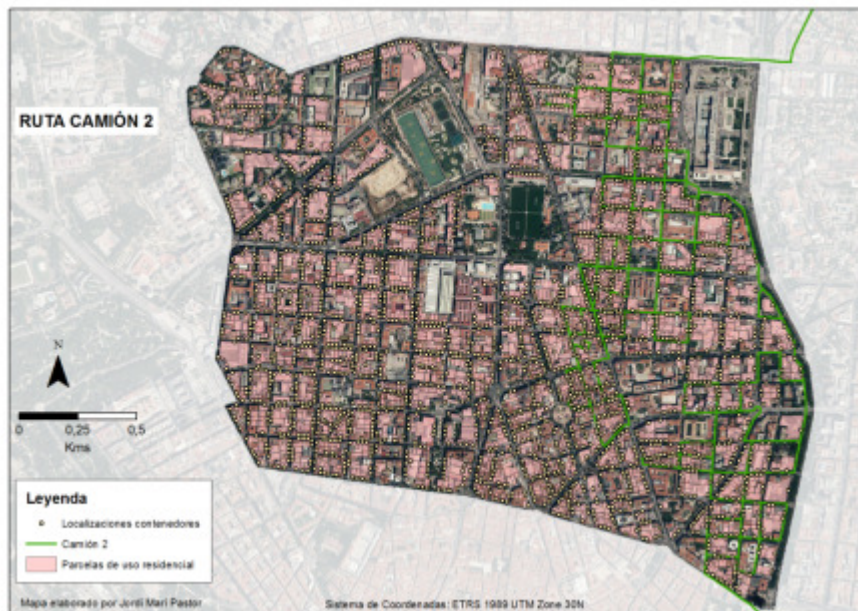 RUTA CAMIÓN 2
N
0 0,25 0,5
Kms
Leyenda
Localizaciones contenedores
Camión 2
Parcelas de uso residencial
Mapa elaborado por Jordi Marí Pastor
Sistema de Coordenadas: ETRS 1989 UTM Zone 30N